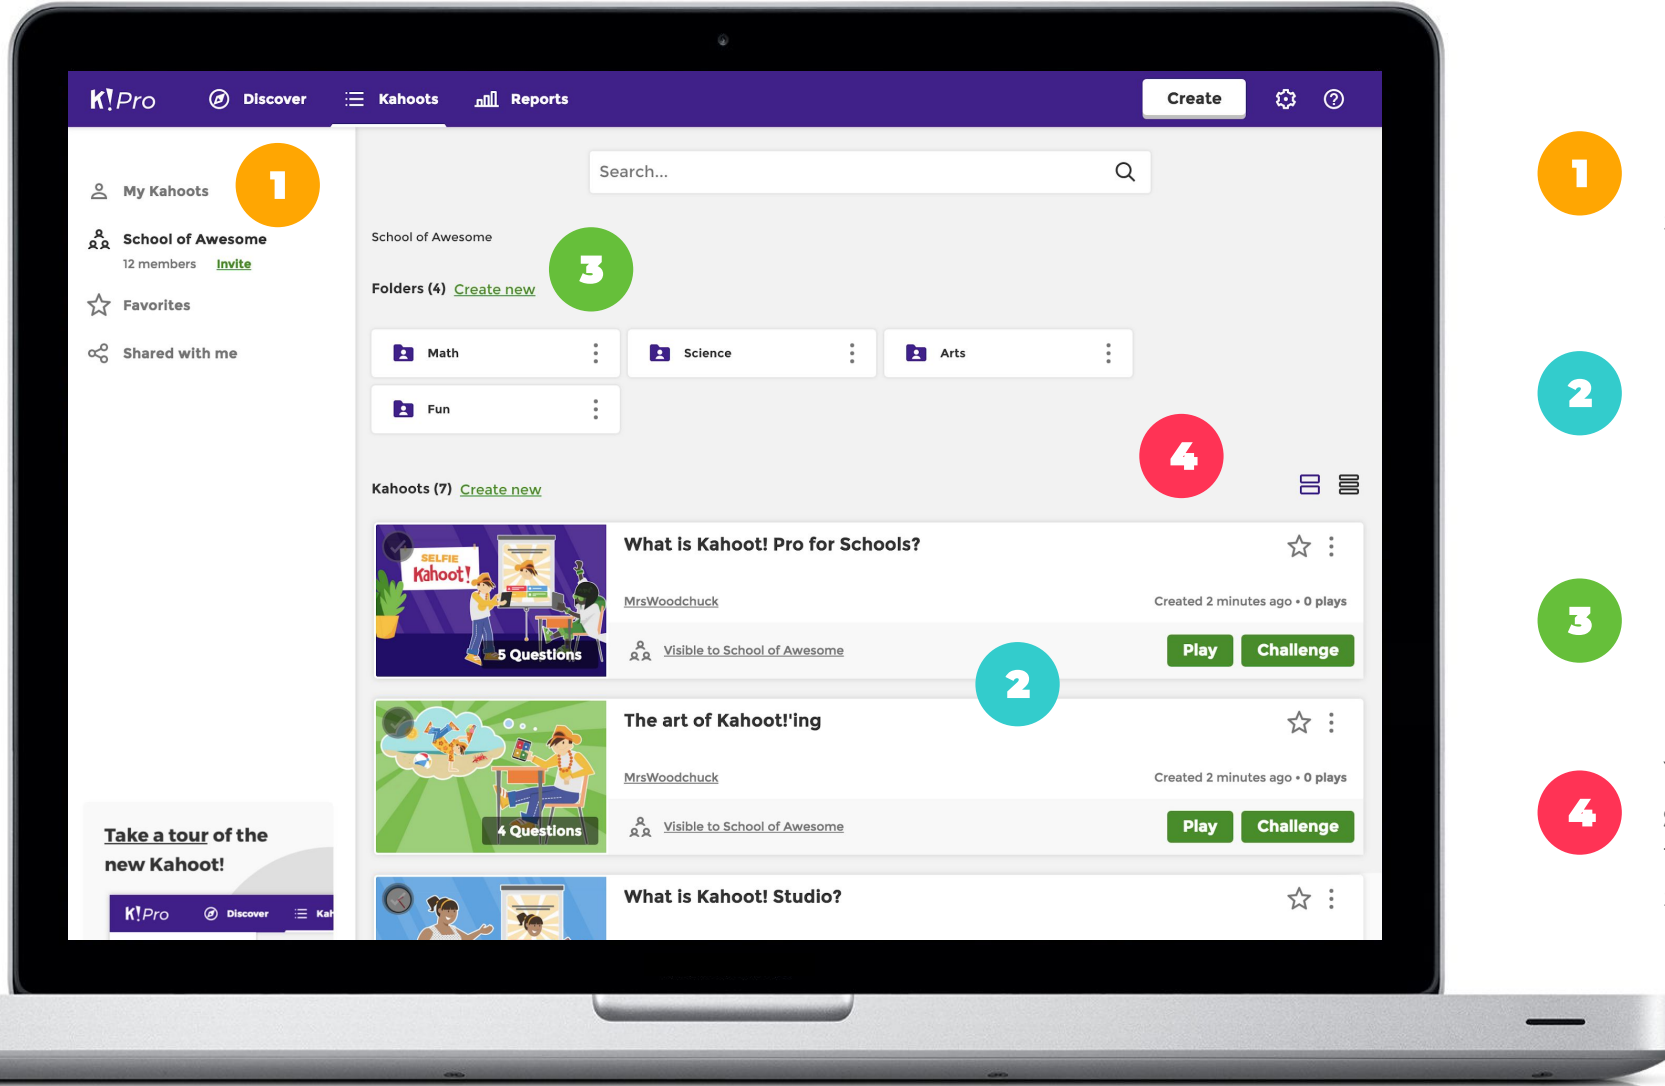 K!Pro
Discover
Kahoots
Reports
Create
1
My Kahoots
School of Awesome
12 members Invite
Favorites
Shared with me
Take a tour of the
new Kahoot!
K!Pro Discover Kah
Search...
School of Awesome
3
Folders (4) Create new
Math
Science
Arts
Fun
4
Kahoots (7) Create new
SELFIE
Kahoot!
5 Questions
What is Kahoot! Pro for Schools?
MrsWoodchuck
Created 2 minutes ago • 0 plays
Visible to School of Awesome
Play
Challenge
2
4 Questions
The art of Kahoot!'ing
MrsWoodchuck
Created 2 minutes ago • 0 plays
Visible to School of Awesome
Play
Challenge
What is Kahoot! Studio?
1
2
3
4